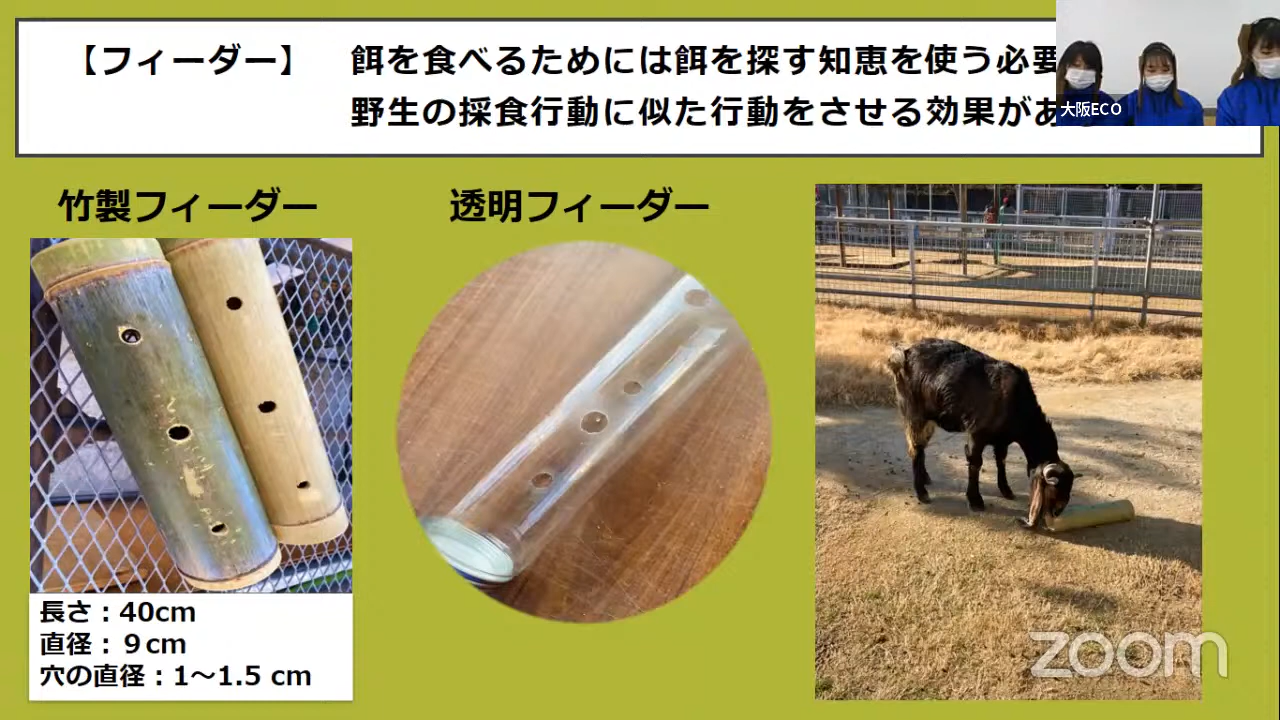 【フィーダー】 餌を食べるためには餌を探す知恵を使う必要
野生の採食行動に似た行動をさせる効果があ
大阪ECO
竹製フィーダー
透明フィーダー
長さ：40cm
直径：９cm
穴の直径：1～1.5 cm
zoom